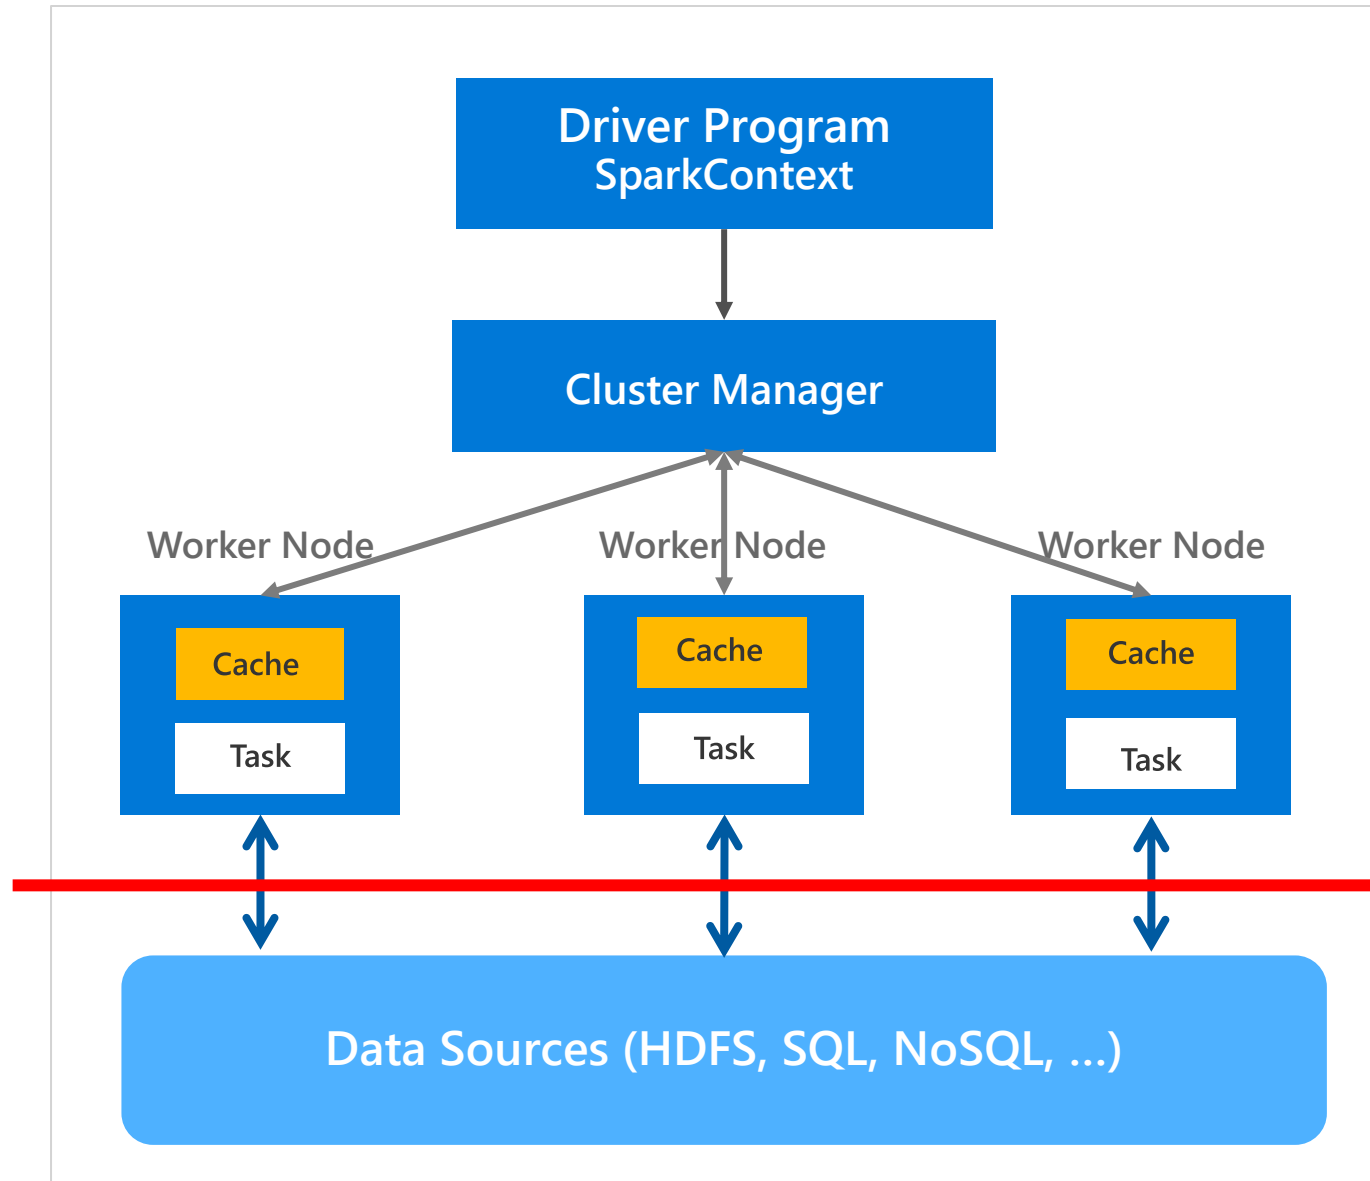 Driver Program
SparkContext
Cluster Manager
Worker Node
Worker Node
Worker Node
Cache
Cache
Cache
Task
Task
Task
Data Sources (HDFS, SQL, NoSQL, ...)